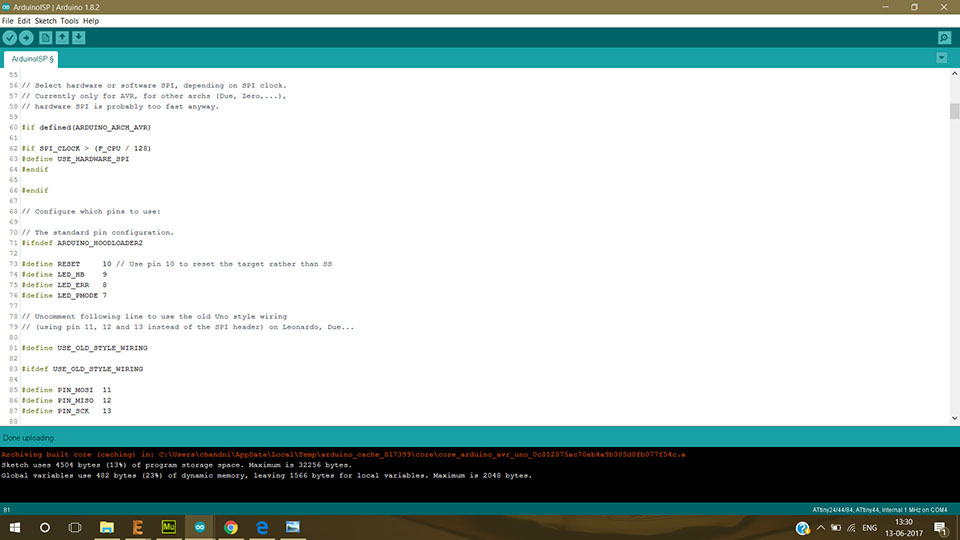 ArduinoISP | Arduino 1.8.2
File Edit Sketch Tools Help
ArduinoISP §
55
56 // Select hardware or software SPI, depending on SPI clock.
57 // Currently only for AVR, for other archs (Due, Zero,...),
58 // hardware SPI is probably too fast anyway.
59
60 #if defined(ARDUINO_ARCH_AVR)
61
62 #if SPI_CLOCK > (F_CPU / 128)
63 #define USE_HARDWARE_SPI
64 #endif
65
66 #endif
67
68 // Configure which pins to use:
69
70 // The standard pin configuration.
71 #ifndef ARDUINO_HOODLOADER2
72
73 #define RESET 10 // Use pin 10 to reset the target rather than SS
74 #define LED_HB 9
75 #define LED_ERR 8
76 #define LED_PMODE 7
77
78 // Uncomment following line to use the old Uno style wiring
79 // (using pin 11, 12 and 13 instead of the SPI header) on Leonardo, Due...
80
81 #define USE_OLD_STYLE_WIRING
82
83 #ifdef USE_OLD_STYLE_WIRING
84
85 #define PIN_MOSI 11
86 #define PIN_MISO 12
87 #define PIN_SCK 13
88
Done uploading.
Archiving built core (caching) in: C:\Users\chandni\AppData\Local\Temp\arduino_cache_817399\core\core_arduino_avr_uno_0c812875ac70eb4a9b385d8fb077f54c.a
Sketch uses 4504 bytes (13%) of program storage space. Maximum is 32256 bytes.
Global variables use 482 bytes (23%) of dynamic memory, leaving 1566 bytes for local variables. Maximum is 2048 bytes.
81
ATtiny24/44/84, ATtiny44, Internal 1 MHz on COM4
Mu
ENG
13:30
13-06-2017
1